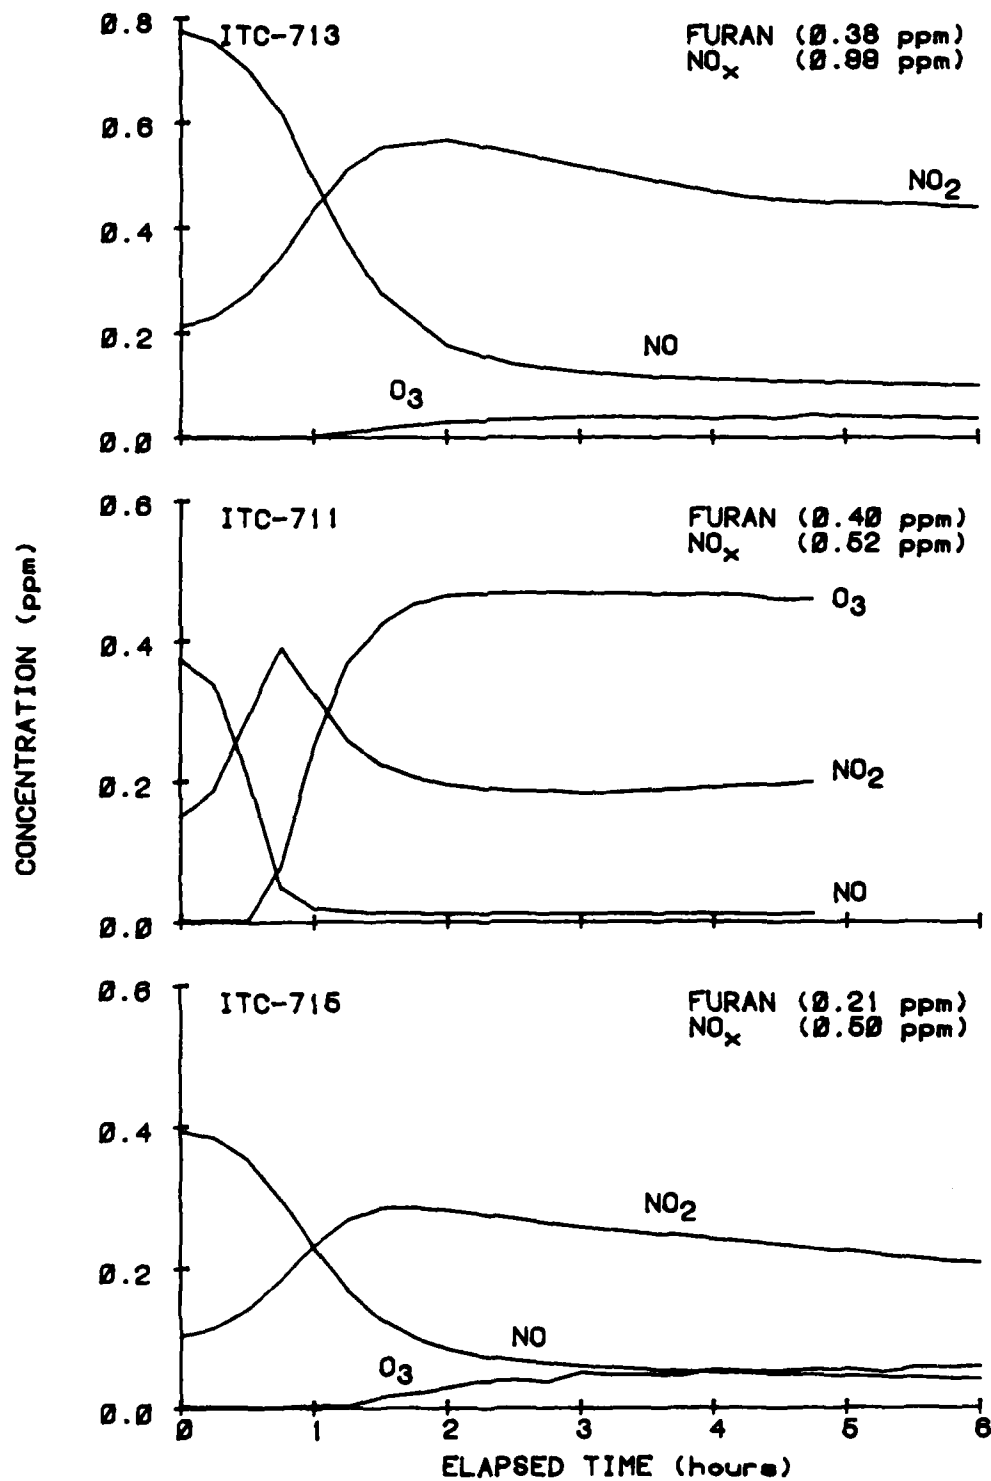 0.8
ITC-713
FURAN (0.38 ppm)
NOx (0.98 ppm)
0.6
NO2
0.4
0.2
NO
O3
0.0
0.6
ITC-711
FURAN (0.40 ppm)
NOx (0.52 ppm)
CONCENTRATION (ppm)
O3
0.4
0.2
NO2
NO
0.0
0.6
ITC-715
FURAN (0.21 ppm)
NOx (0.50 ppm)
0.4
NO2
0.2
NO
O3
0.0
0 1 2 3 4 5 6
ELAPSED TIME (hours)